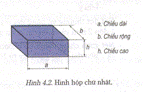 a. Chiều dài
b. Chiều rộng
h. Chiều cao
b
h
a
Hình 4.2. Hình hộp chữ nhật.